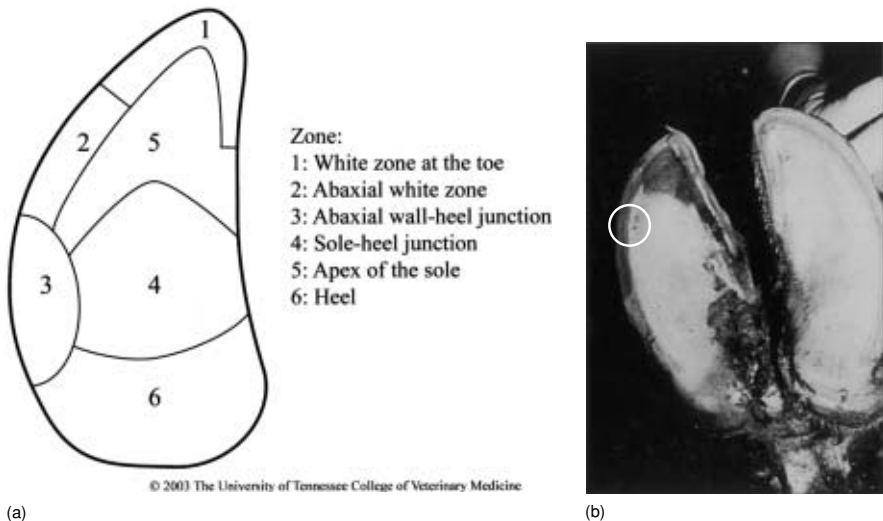 1
2
5
3
4
6
Zone:
1: White zone at the toe
2: Abaxial white zone
3: Abaxial wall-heel junction
4: Sole-heel junction
5: Apex of the sole
6: Heel
© 2003 The University of Tennessee College of Veterinary Medicine
(a)
(b)